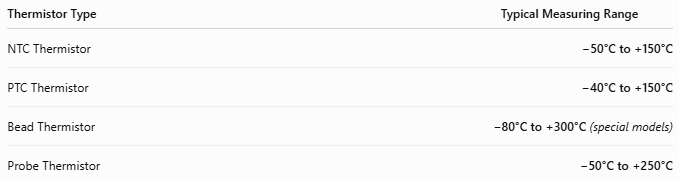 Thermistor Type Typical Measuring Range
NTC Thermistor −50°C to +150°C
PTC Thermistor −40°C to +150°C
Bead Thermistor −80°C to +300°C (special models)
Probe Thermistor −50°C to +250°C